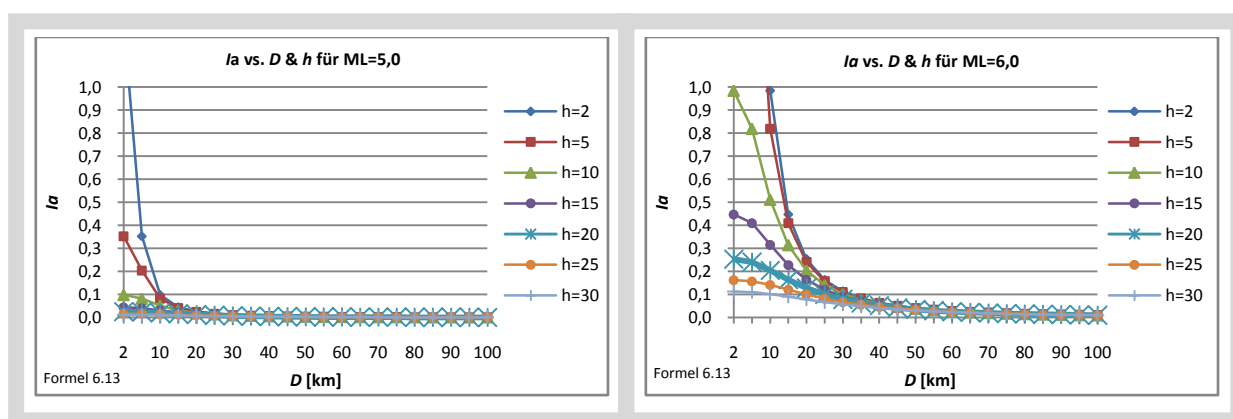 Ia vs. D & h für ML=5,0
1,0
0,9
0,8
0,7
0,6
0,5
0,4
0,3
0,2
0,1
0,0
Ia
2 10 20 30 40 50 60 70 80 90 100
D [km]
Formel 6.13
h=2
h=5
h=10
h=15
h=20
h=25
h=30
Ia vs. D & h für ML=6,0
1,0
0,9
0,8
0,7
0,6
0,5
0,4
0,3
0,2
0,1
0,0
Ia
2 10 20 30 40 50 60 70 80 90 100
D [km]
Formel 6.13
h=2
h=5
h=10
h=15
h=20
h=25
h=30